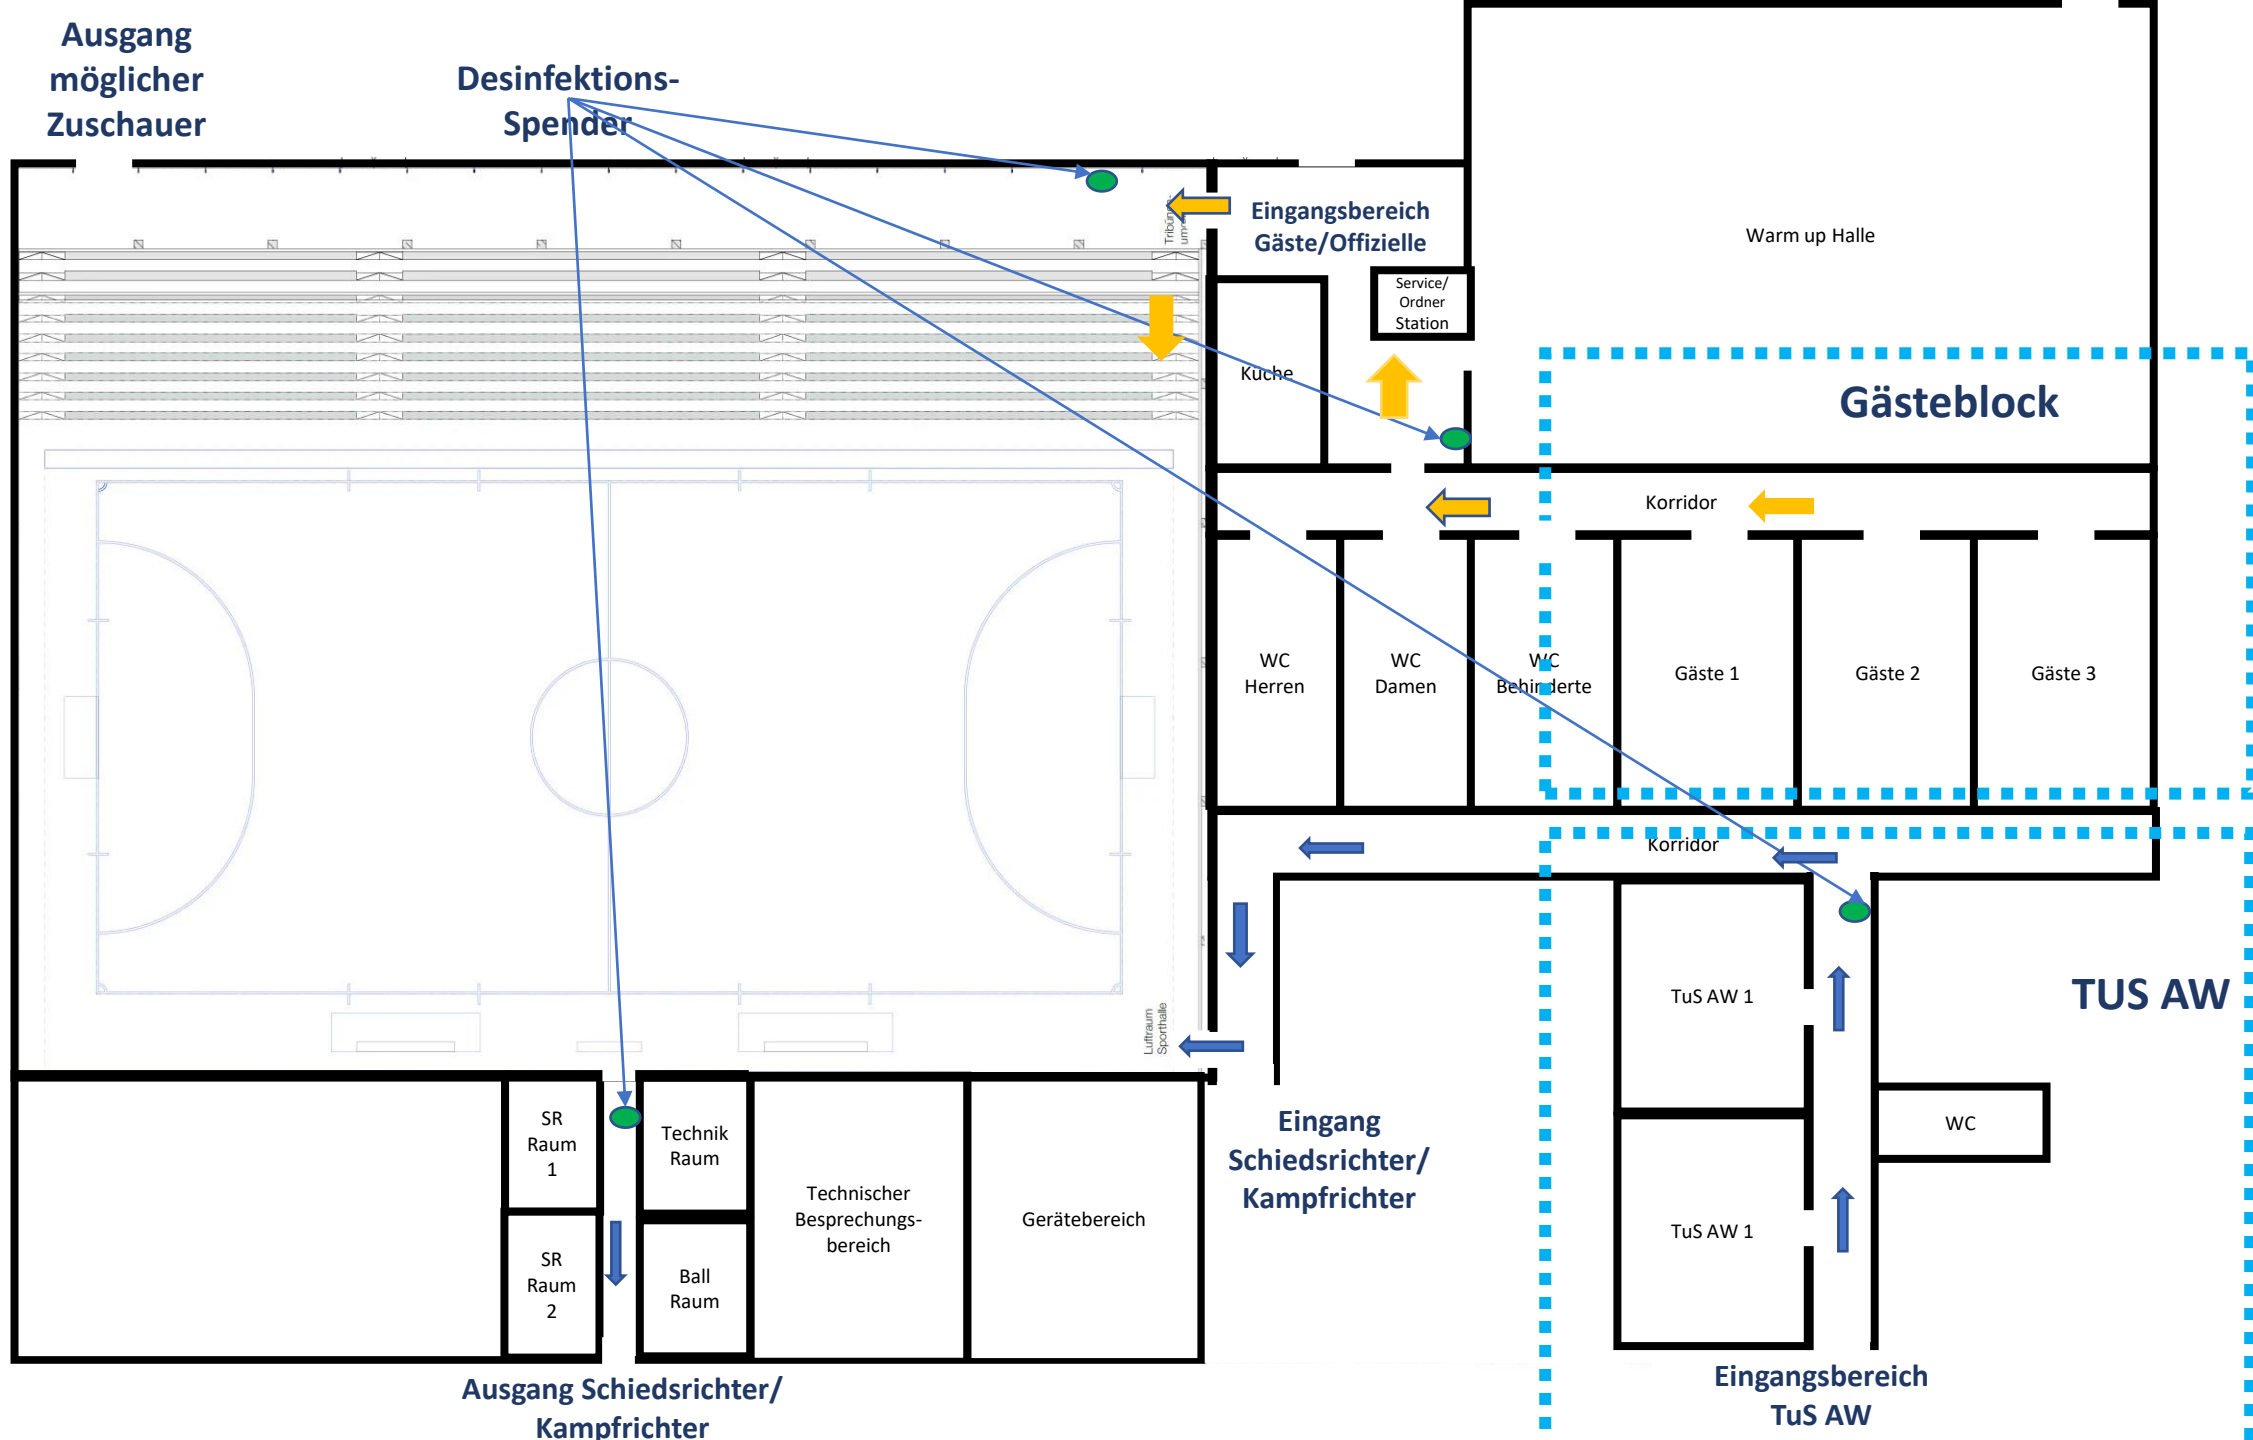 Ausgang
möglicher
Zuschauer
Desinfektions-
Spender
Eingangsbereich
Gäste/Offizielle
Warm up Halle
Service/
Ordner
Station
Küche
Gästeblock
Korridor
WC
Herren
WC
Damen
WC
Behinderte
Gäste 1
Gäste 2
Gäste 3
Korridor
TuS AW 1
TUS AW
Luftraum
Sporthalle
SR
Raum
1
Technik
Raum
Eingang
Schiedsrichter/
Kampfrichter
WC
Technischer
Besprechungs-
bereich
Gerätebereich
TuS AW 1
SR
Raum
2
Ball
Raum
Ausgang Schiedsrichter/
Kampfrichter
Eingangsbereich
TuS AW